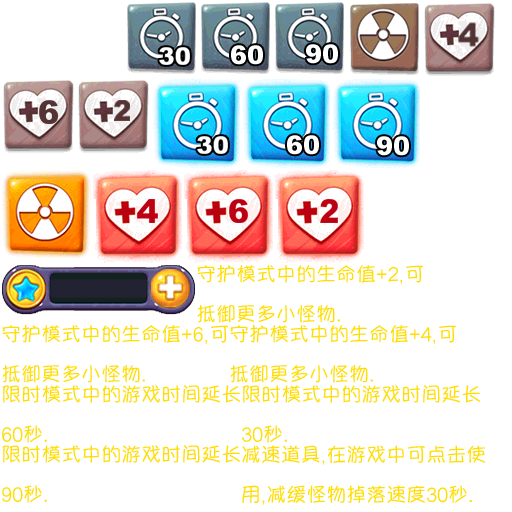 30 60 90 +4
+6 +2 30 60 90
+4 +6 +2
守护模式中的生命值+2,可
抵御更多小怪物.
守护模式中的生命值+6,可守护模式中的生命值+4,可
抵御更多小怪物. 抵御更多小怪物.
限时模式中的游戏时间延长限时模式中的游戏时间延长
60秒. 30秒.
限时模式中的游戏时间延长减速道具,在游戏中可点击使
90秒. 用,减缓怪物掉落速度30秒.